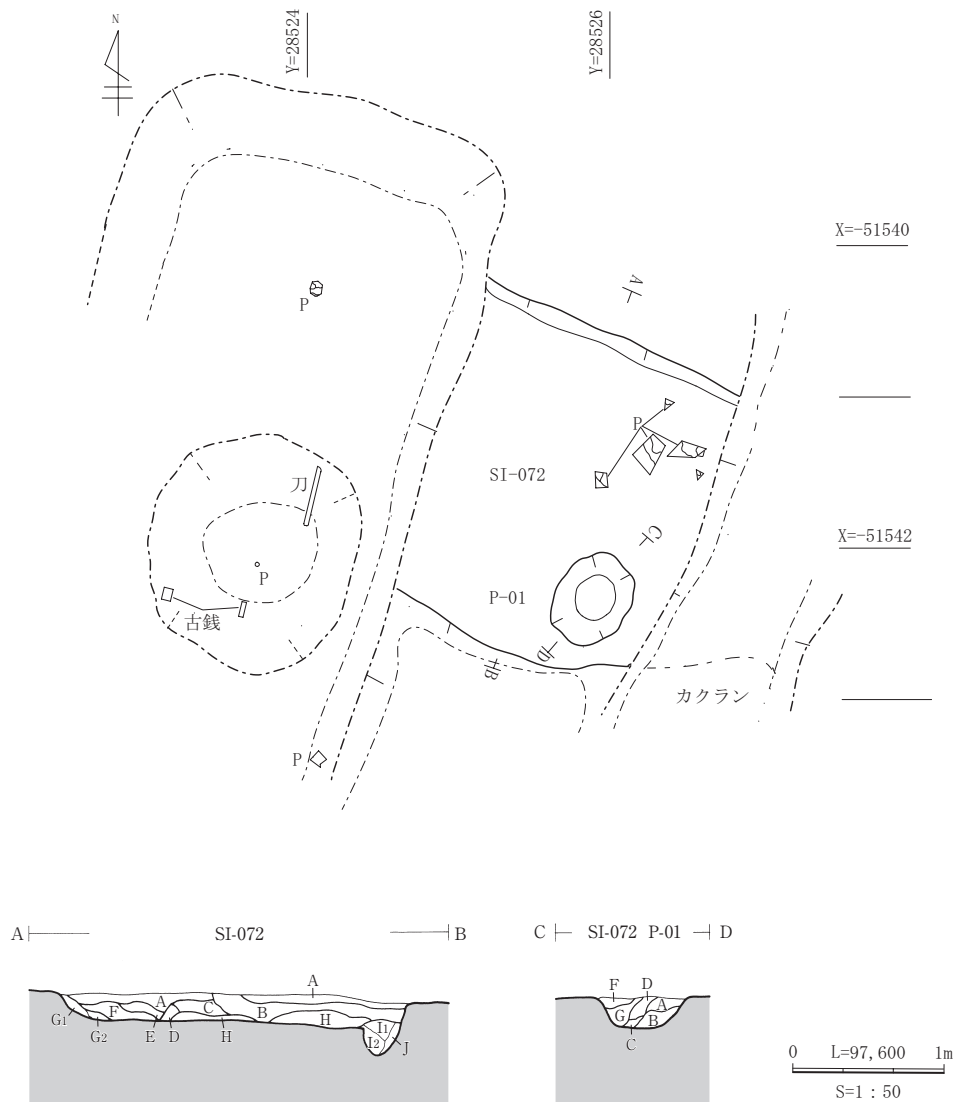 N
Y=28524
Y=28526
X=-51540
A
P
P
SI-072
刀
C
X=-51542
P
P-01
古銭
D
B
カクラン
P
A SI-072 B
C SI-072 P-01 D
A
A
F
C
B
H
G1
G2
E
D
H
I1
I2
J
F
D
G
A
B
C
0 L=97,600 1m
S=1：50